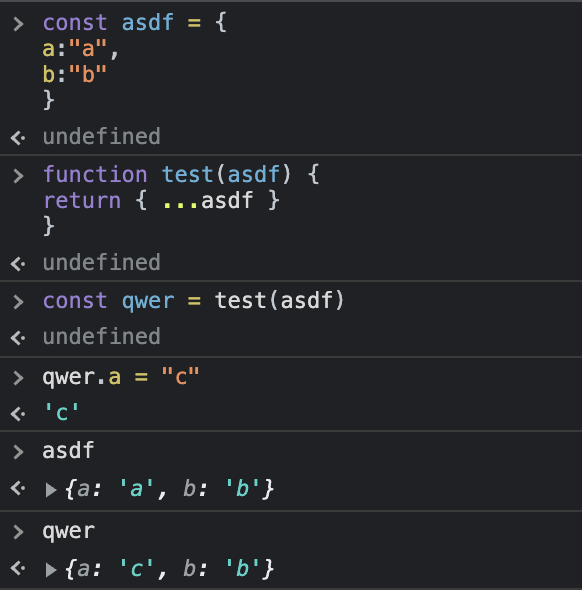 const asdf = {
a:"a",
b:"b"
}
undefined
function test(asdf) {
return { ...asdf }
}
undefined
const qwer = test(asdf)
undefined
qwer.a = "c"
'c'
asdf
{a: 'a', b: 'b'}
qwer
{a: 'c', b: 'b'}